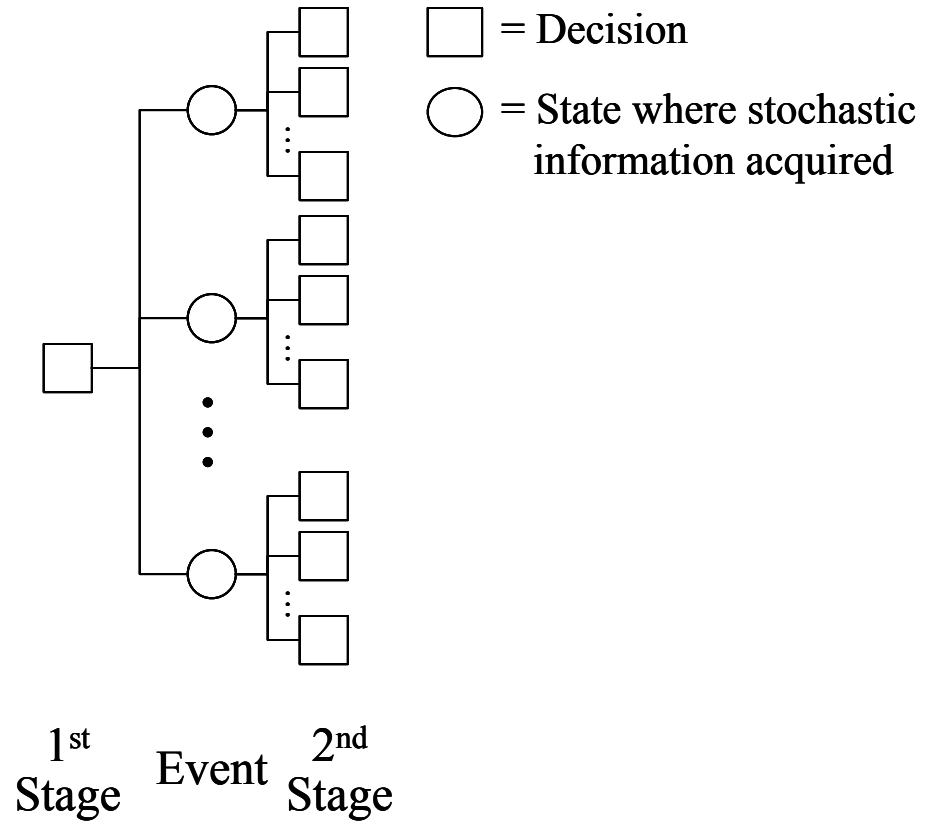 = Decision
= State where stochastic
information acquired
1st Event 2nd
Stage Stage